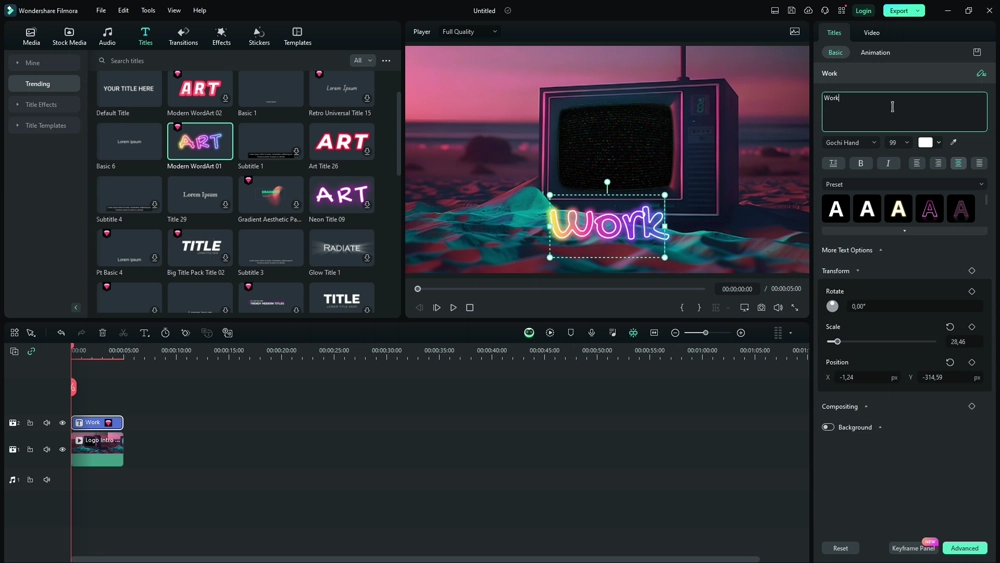 Wondershare Filmora File Edit Titles Tools View Help Untitled Login Export
Media Stock Media Audio Titles Transitions Effects Stickers Templates
Player Full Quality
Titles Video
Basic Animation
Mine
Trending
Title Effects
Title Templates
Search titles All
YOUR TITLE HERE
ART
Lorem Ipsum
Default Title Modern WordArt 02 Basic 1 Retro Universal Title 15
Lorem ipsum
ART
ART
Basic 6 Modern WordArt 01 Subtitle 1 Art Title 26
Lorem Ipsum
ART
Subtitle 4 Title 29 Gradient Aesthetic Pa... Neon Title 09
Lorem ipsum
TITLE
RADIATE
Pt Basic 4 Big Title Pack Title 02 Subtitle 3 Glow Title 1
TITLE
Work
00:00:00:00 / 00:00:05:00
Work
Work
Gochi Hand 99
B I
Preset
A A A A A
More Text Options
Transform
Rotate
0,00°
Scale
28,46
Position
X -1,24 px Y -314,59 px
Compositing
Background
Reset Keyframe Panel NEW Advanced
00:00 00:00:05:00 00:00:10:00 00:00:15:00 00:00:20:00 00:00:25:00 00:00:30:00 00:00:35:00 00:00:40:00 00:00:45:00 00:00:50:00 00:00:55:00 00:01:00:00 00:01:05:00
2 Work
1 Logo Intro ...
1